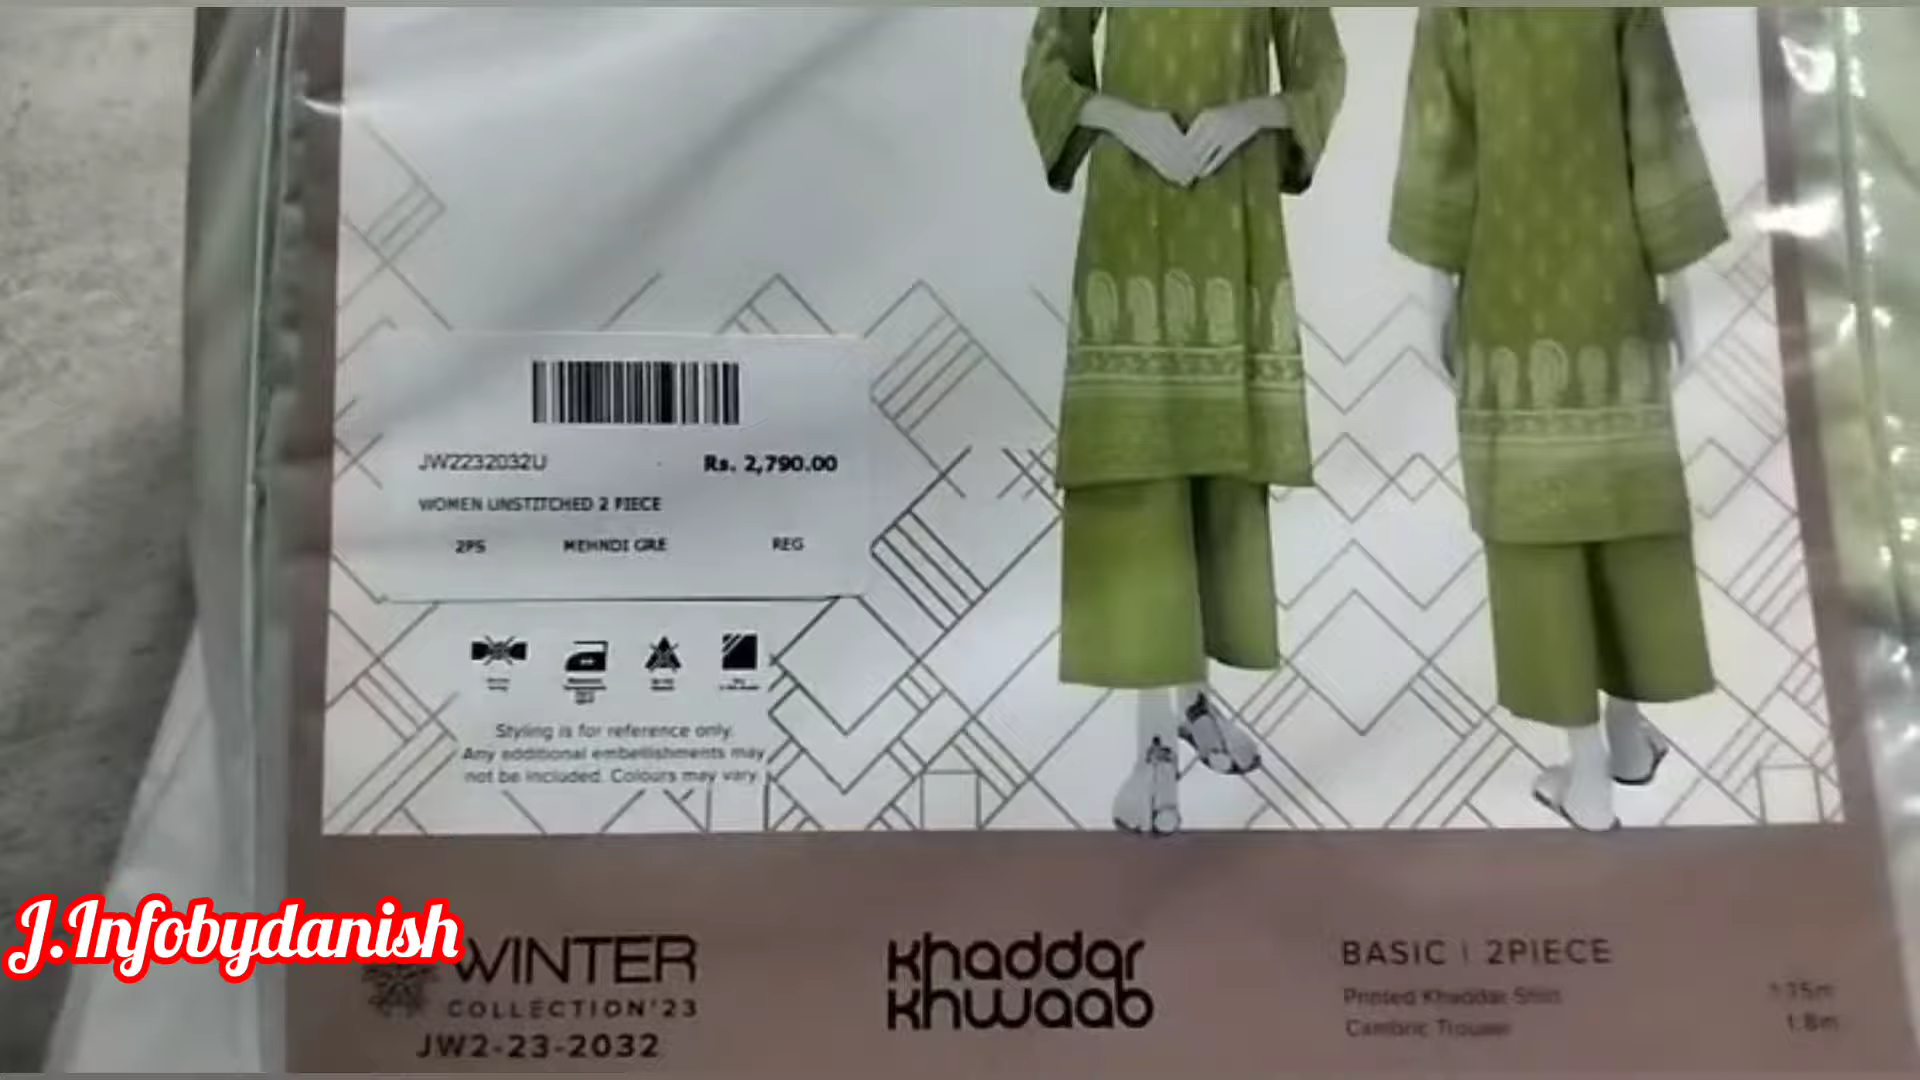 JW2232032U Rs. 2,790.00
WOMEN UNSTITCHED 2 PIECE
2PS MEHNDI GRE REG
Styling is for reference only.
Any additional embellishments may
not be included. Colours may vary.
J.Infobydanish
WINTER
COLLECTION'23
JW2-23-2032
khaddar
khwaab
BASIC | 2PIECE
Printed Khaddar Shirt
Cambric Trouser 1.8m